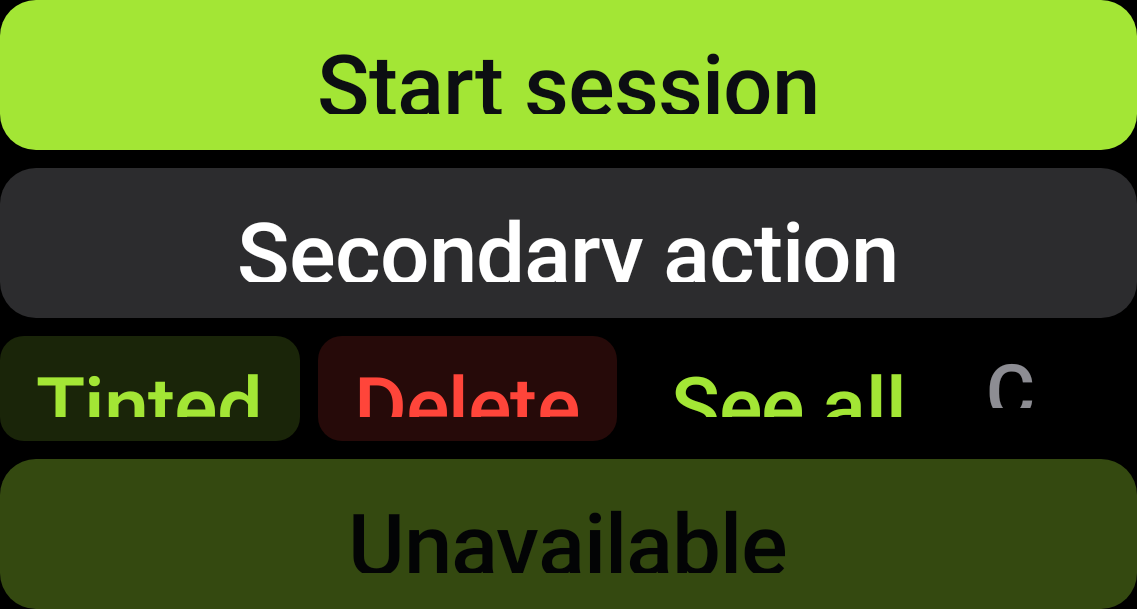 Start session
Secondary action
Tinted Delete See all C
Unavailable